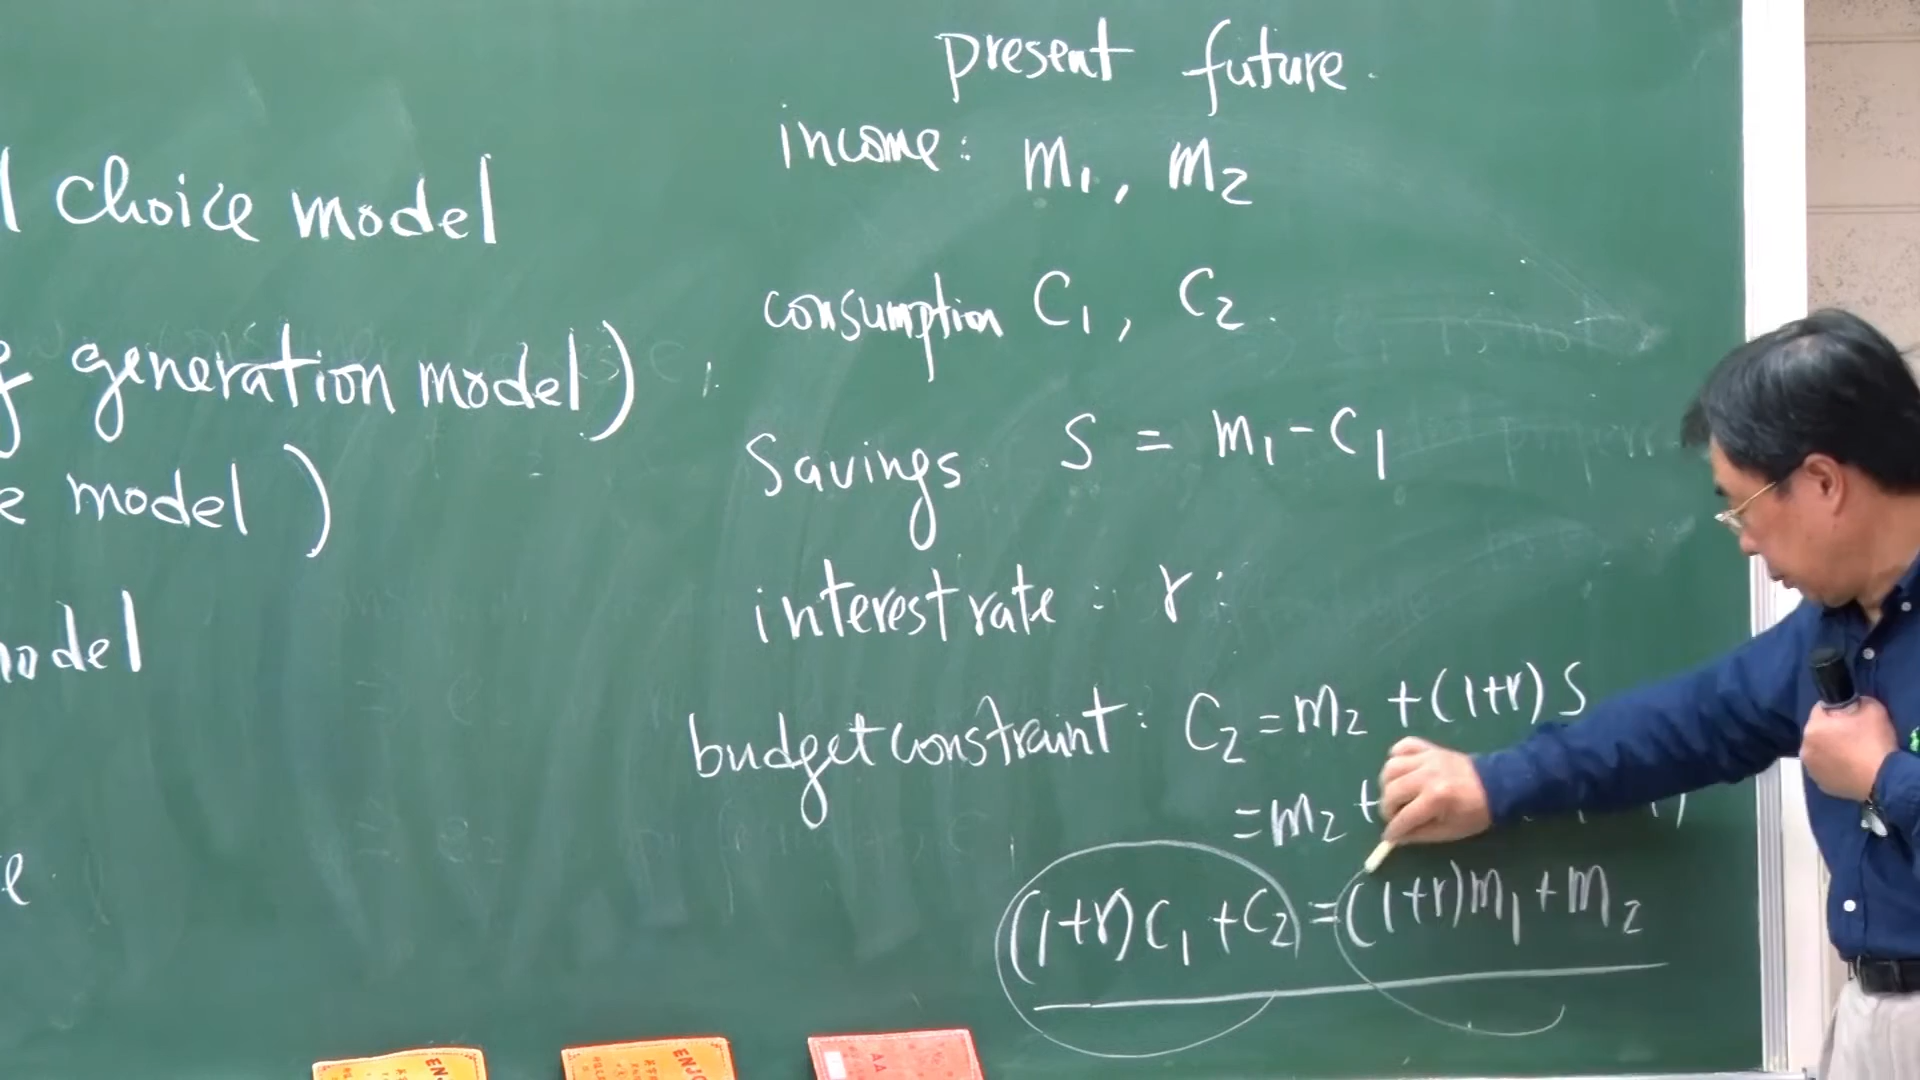 choice model
generation model)
model)
present future
income: m₁, m₂
consumption C₁, C₂
Savings S = m₁ - C₁
interest rate : r
budget constraint : C₂ = m₂ + (1+r) S
= m₂ +
(1+r) C₁ + C₂ = (1+r) m₁ + m₂